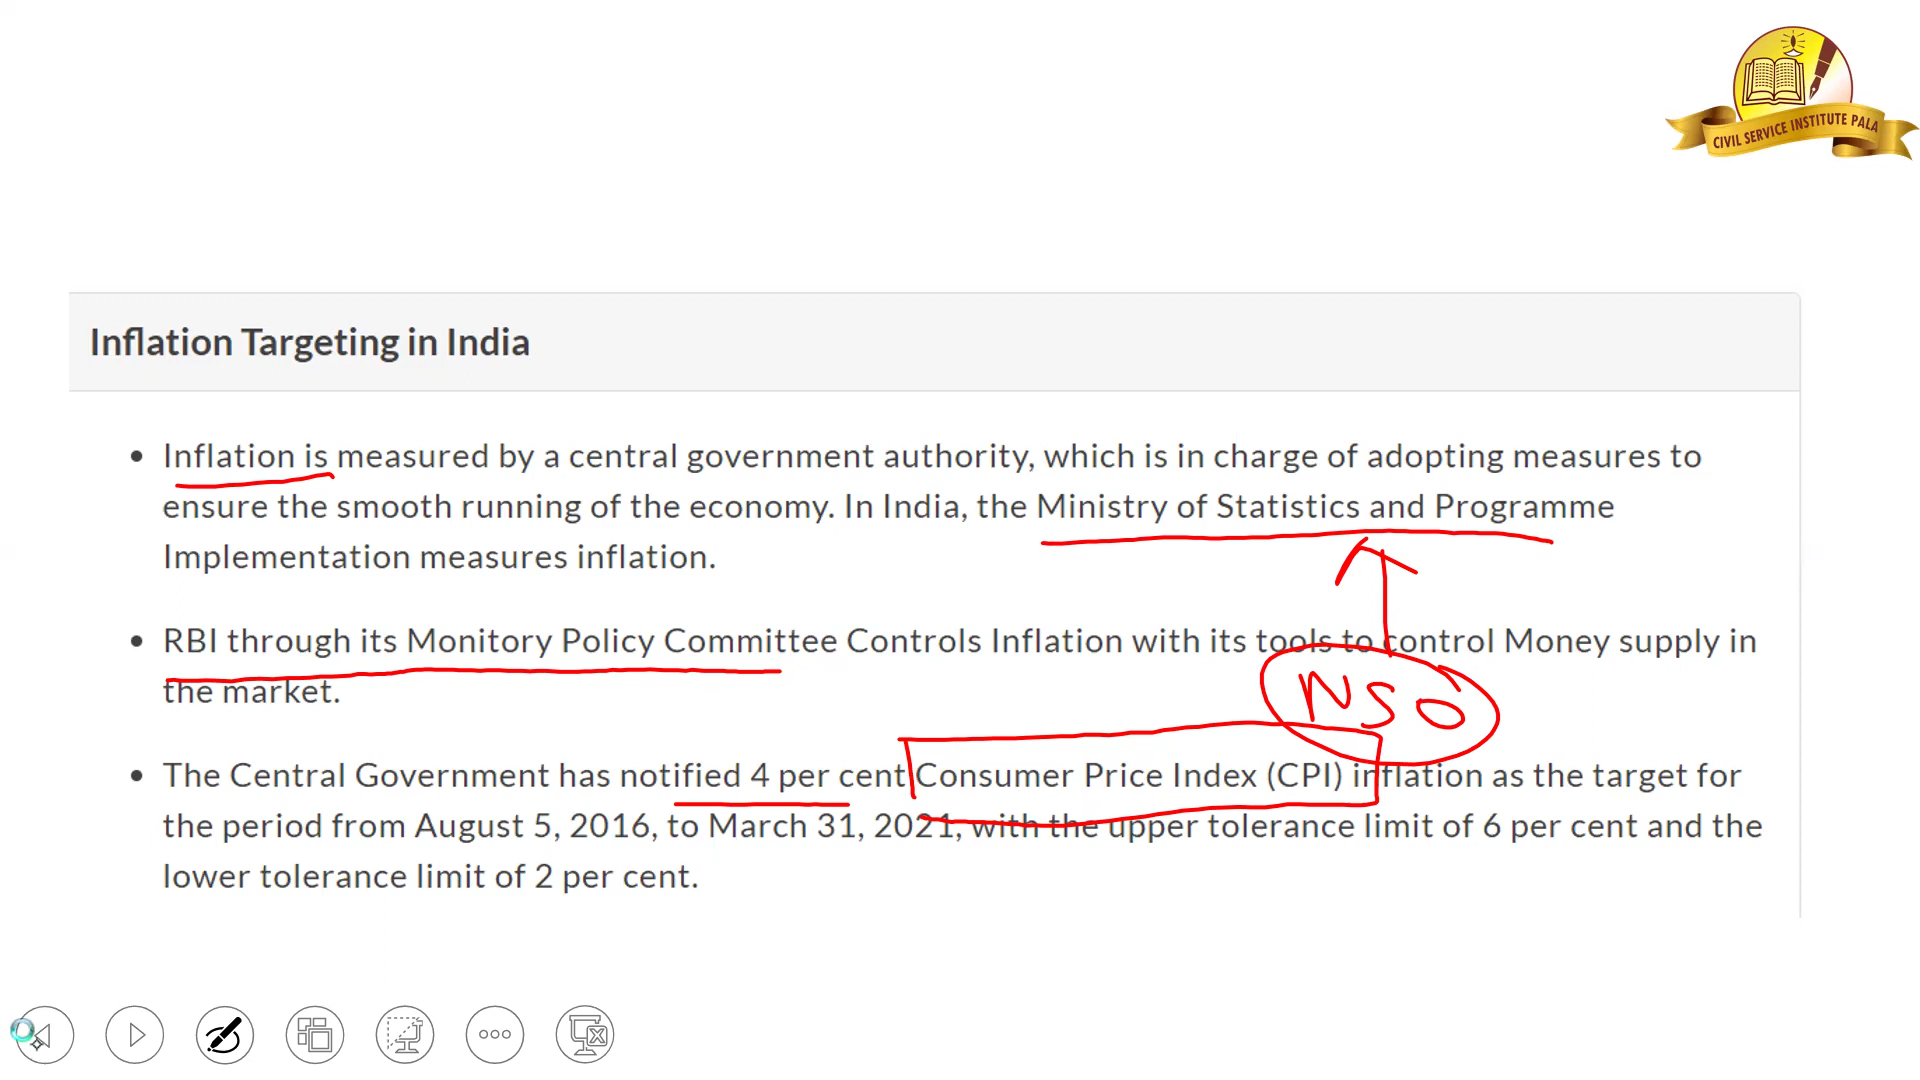 CIVIL SERVICE INSTITUTE PALA
Inflation Targeting in India
• Inflation is measured by a central government authority, which is in charge of adopting measures to
ensure the smooth running of the economy. In India, the Ministry of Statistics and Programme
Implementation measures inflation.
• RBI through its Monitory Policy Committee Controls Inflation with its tools to control Money supply in
the market.
NSO
• The Central Government has notified 4 per cent Consumer Price Index (CPI) inflation as the target for
the period from August 5, 2016, to March 31, 2021, with the upper tolerance limit of 6 per cent and the
lower tolerance limit of 2 per cent.